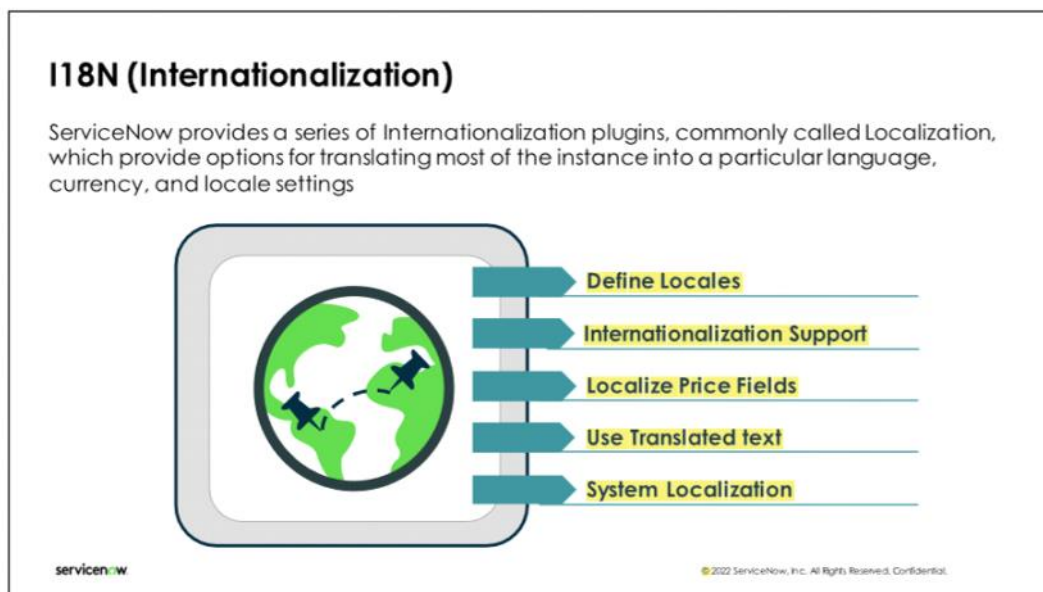 I18N (Internationalization)
ServiceNow provides a series of Internationalization plugins, commonly called Localization,
which provide options for translating most of the instance into a particular language,
currency, and locale settings
Define Locales
Internationalization Support
Localize Price Fields
Use Translated text
System Localization
servicenow
© 2022 ServiceNow, Inc. All Rights Reserved. Confidential.